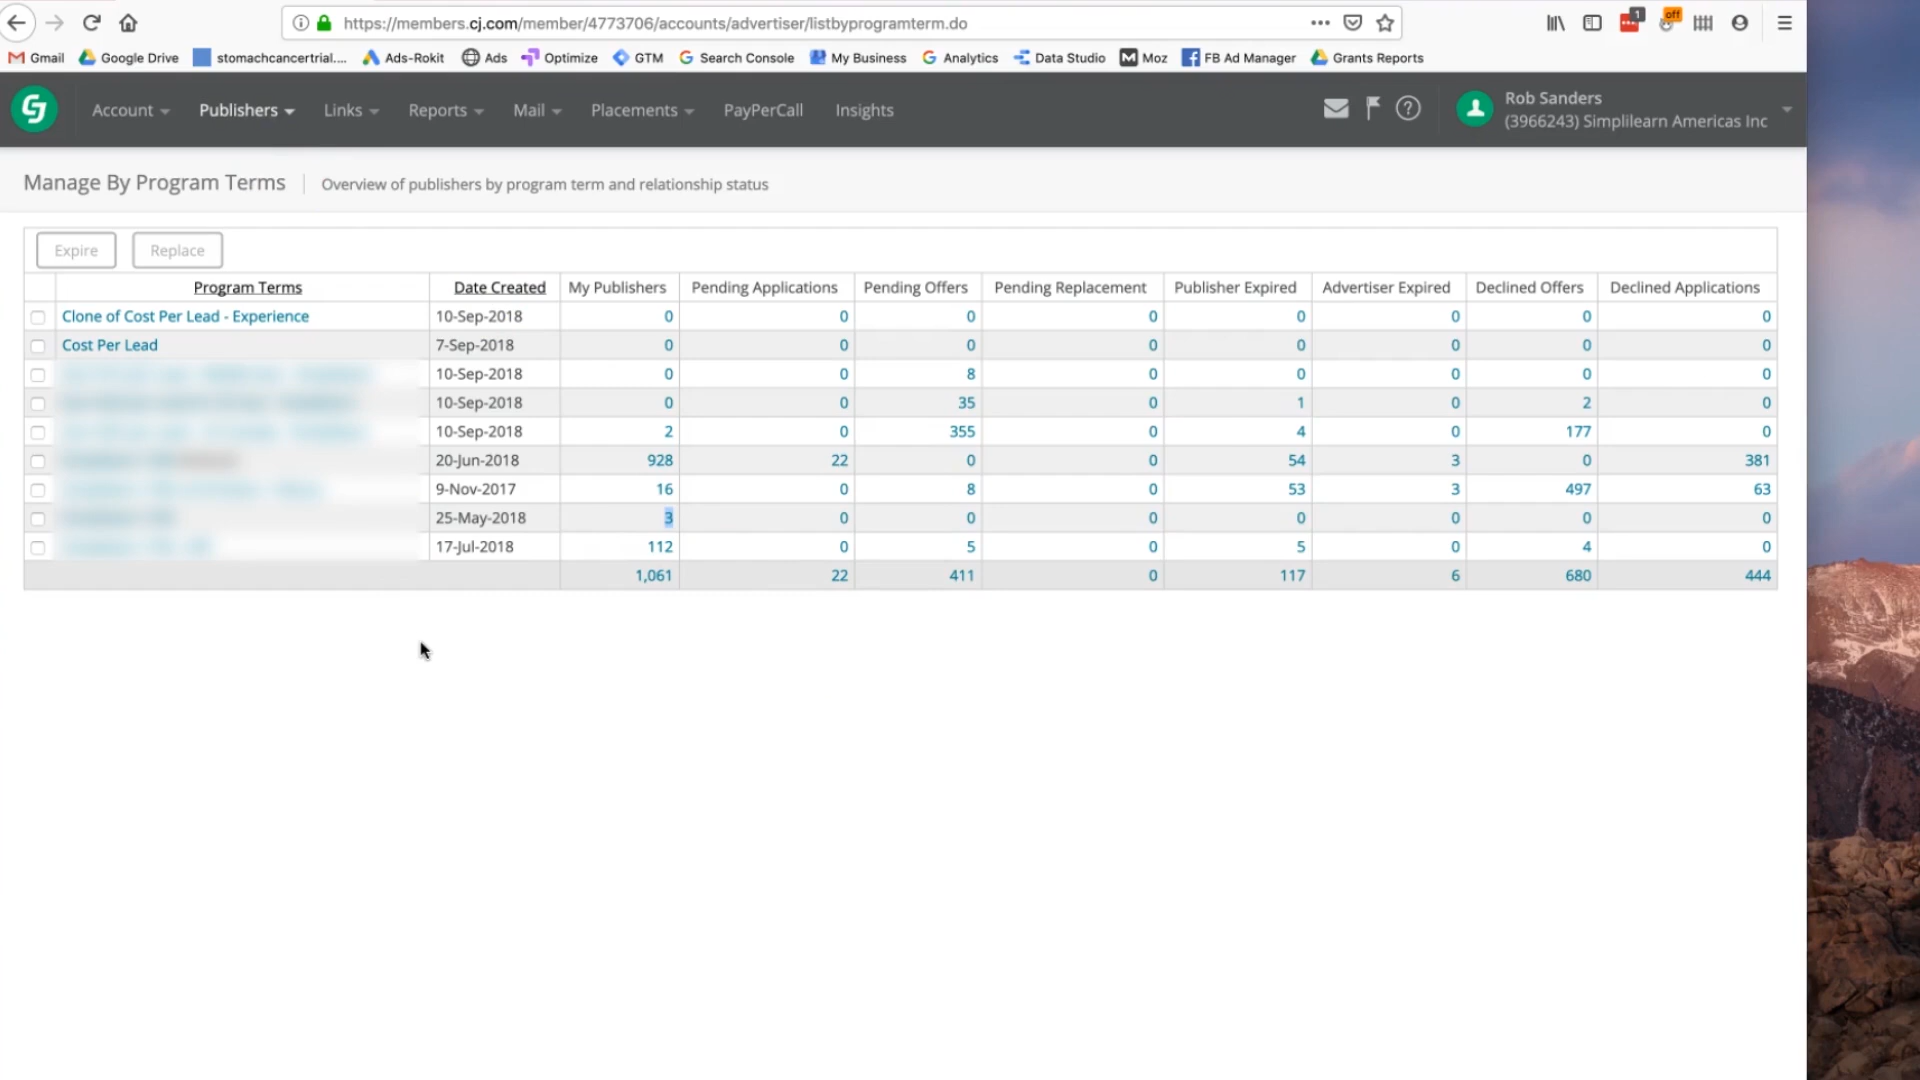 https://members.cj.com/member/4773706/accounts/advertiser/listbyprogramterm.do
1
off
Gmail Google Drive stomachcancertrial.... Ads-Rokit Ads Optimize GTM Search Console My Business Analytics Data Studio Moz FB Ad Manager Grants Reports
Account Publishers Links Reports Mail Placements PayPerCall Insights
Rob Sanders
(3966243) Simplilearn Americas Inc
Manage By Program Terms Overview of publishers by program term and relationship status
Expire Replace
Program Terms Date Created My Publishers Pending Applications Pending Offers Pending Replacement Publisher Expired Advertiser Expired Declined Offers Declined Applications
Clone of Cost Per Lead - Experience 10-Sep-2018 0 0 0 0 0 0 0 0
Cost Per Lead 7-Sep-2018 0 0 0 0 0 0 0 0
10-Sep-2018 0 0 8 0 0 0 0 0
10-Sep-2018 0 0 35 0 1 0 2 0
10-Sep-2018 2 0 355 0 4 0 177 0
20-Jun-2018 928 22 0 0 54 3 0 381
9-Nov-2017 16 0 8 0 53 3 497 63
25-May-2018 3 0 0 0 0 0 0 0
17-Jul-2018 112 0 5 0 5 0 4 0
1,061 22 411 0 117 6 680 444